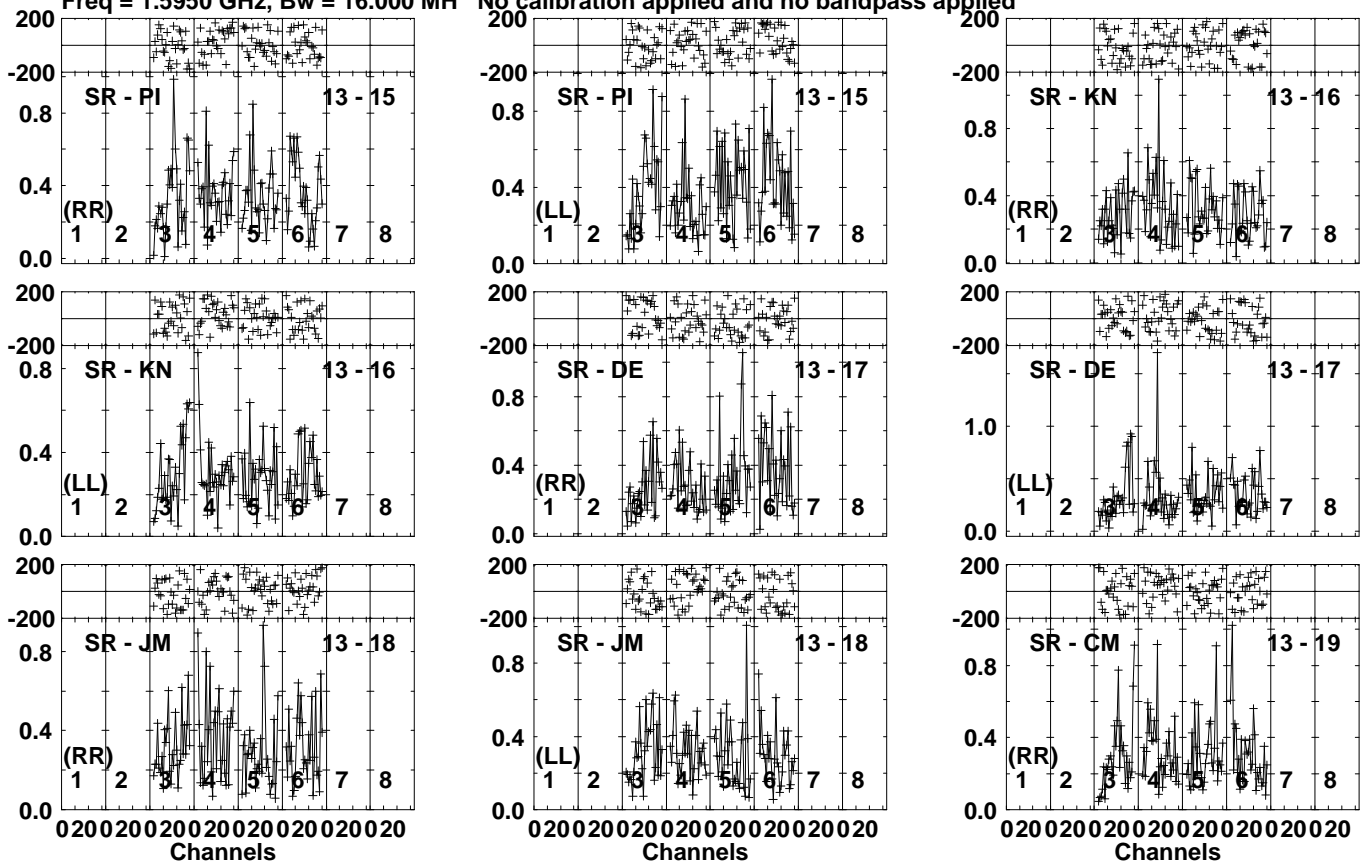 Freq = 1.5950 GHz, Bw = 16.000 MH No calibration applied and no bandpass applied
200
-200
SR - PI 13 - 15
0.8
0.4
(RR)
1 2 3 4 5 6 7 8
0.0
200
-200
SR - PI 13 - 15
0.8
0.4
(LL)
1 2 3 4 5 6 7 8
0.0
200
-200
SR - KN 13 - 16
0.8
0.4
(RR)
1 2 3 4 5 6 7 8
0.0
200
-200
SR - KN 13 - 16
0.8
0.4
(LL)
1 2 3 4 5 6 7 8
0.0
200
-200
SR - DE 13 - 17
0.8
0.4
(RR)
1 2 3 4 5 6 7 8
0.0
200
-200
SR - DE 13 - 17
1.0
(LL)
1 2 3 4 5 6 7 8
0.0
200
-200
SR - JM 13 - 18
0.8
0.4
(RR)
1 2 3 4 5 6 7 8
0.0
0 20 0 20 0 20 0 20 0 20 0 20 0 20 0 20
Channels
200
-200
SR - JM 13 - 18
0.8
0.4
(LL)
1 2 3 4 5 6 7 8
0.0
0 20 0 20 0 20 0 20 0 20 0 20 0 20 0 20
Channels
200
-200
SR - CM 13 - 19
0.8
0.4
(RR)
1 2 3 4 5 6 7 8
0.0
0 20 0 20 0 20 0 20 0 20 0 20 0 20 0 20
Channels